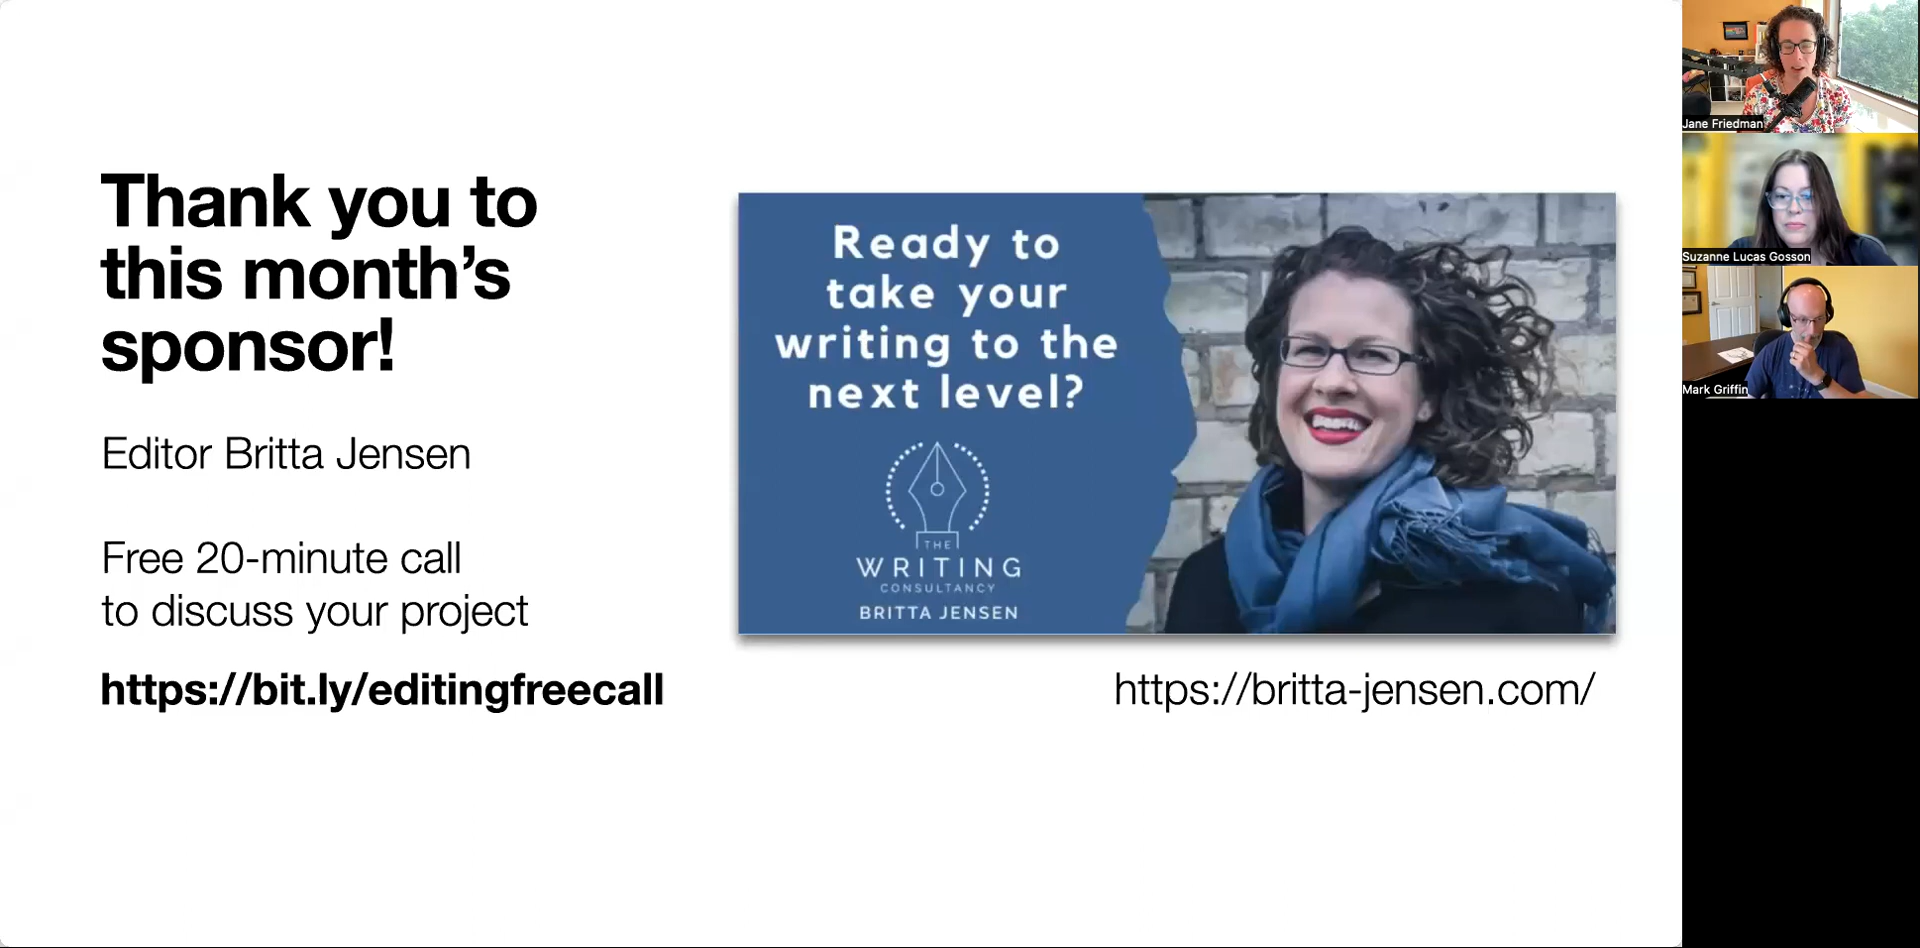 Thank you to
this month's
sponsor!
Editor Britta Jensen
Free 20-minute call
to discuss your project
https://bit.ly/editingfreecall
Ready to
take your
writing to the
next level?
THE
WRITING
CONSULTANCY
BRITTA JENSEN
https://britta-jensen.com/
Jane Friedman
Suzanne Lucas Gosson
Mark Griffin